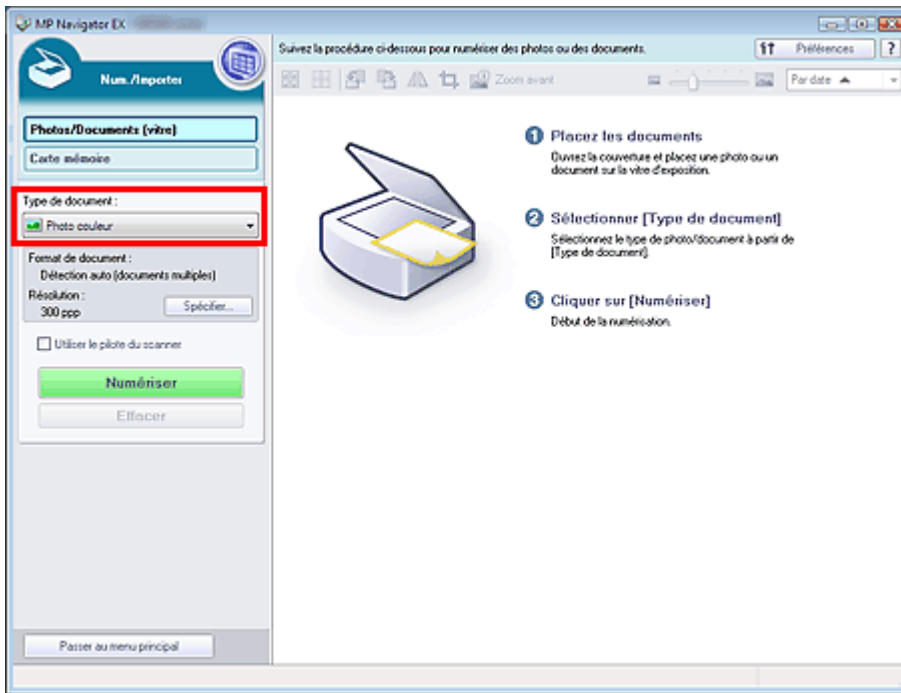 MP Navigator EX
Num./Importer
Photos/Documents (vitre)
Carte mémoire
Type de document :
Photo couleur
Format de document :
Détection auto (documents multiples)
Résolution :
300 ppp
Spécifier...
Utiliser le pilote du scanner
Numériser
Effacer
Passer au menu principal
Suivez la procédure ci-dessous pour numériser des photos ou des documents.
Préférences
?
Zoom avant
Par date
1 Placez les documents
Ouvrez la couverture et placez une photo ou un
document sur la vitre d'exposition.
2 Sélectionner [Type de document]
Sélectionnez le type de photo/document à partir de
[Type de document].
3 Cliquer sur [Numériser]
Début de la numérisation.